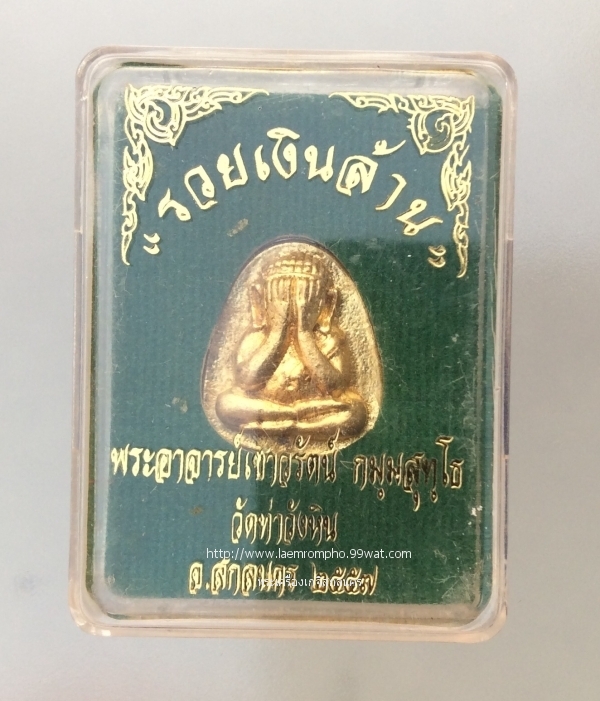 "รวยเงินล้าน"
พระอาจารย์เชาวรัตน์ กมฺมสุทฺโธ
วัดท่าวังหิน
http://www.laemrompho.99wat.com
จ.สกลนคร ๒๕๕๗